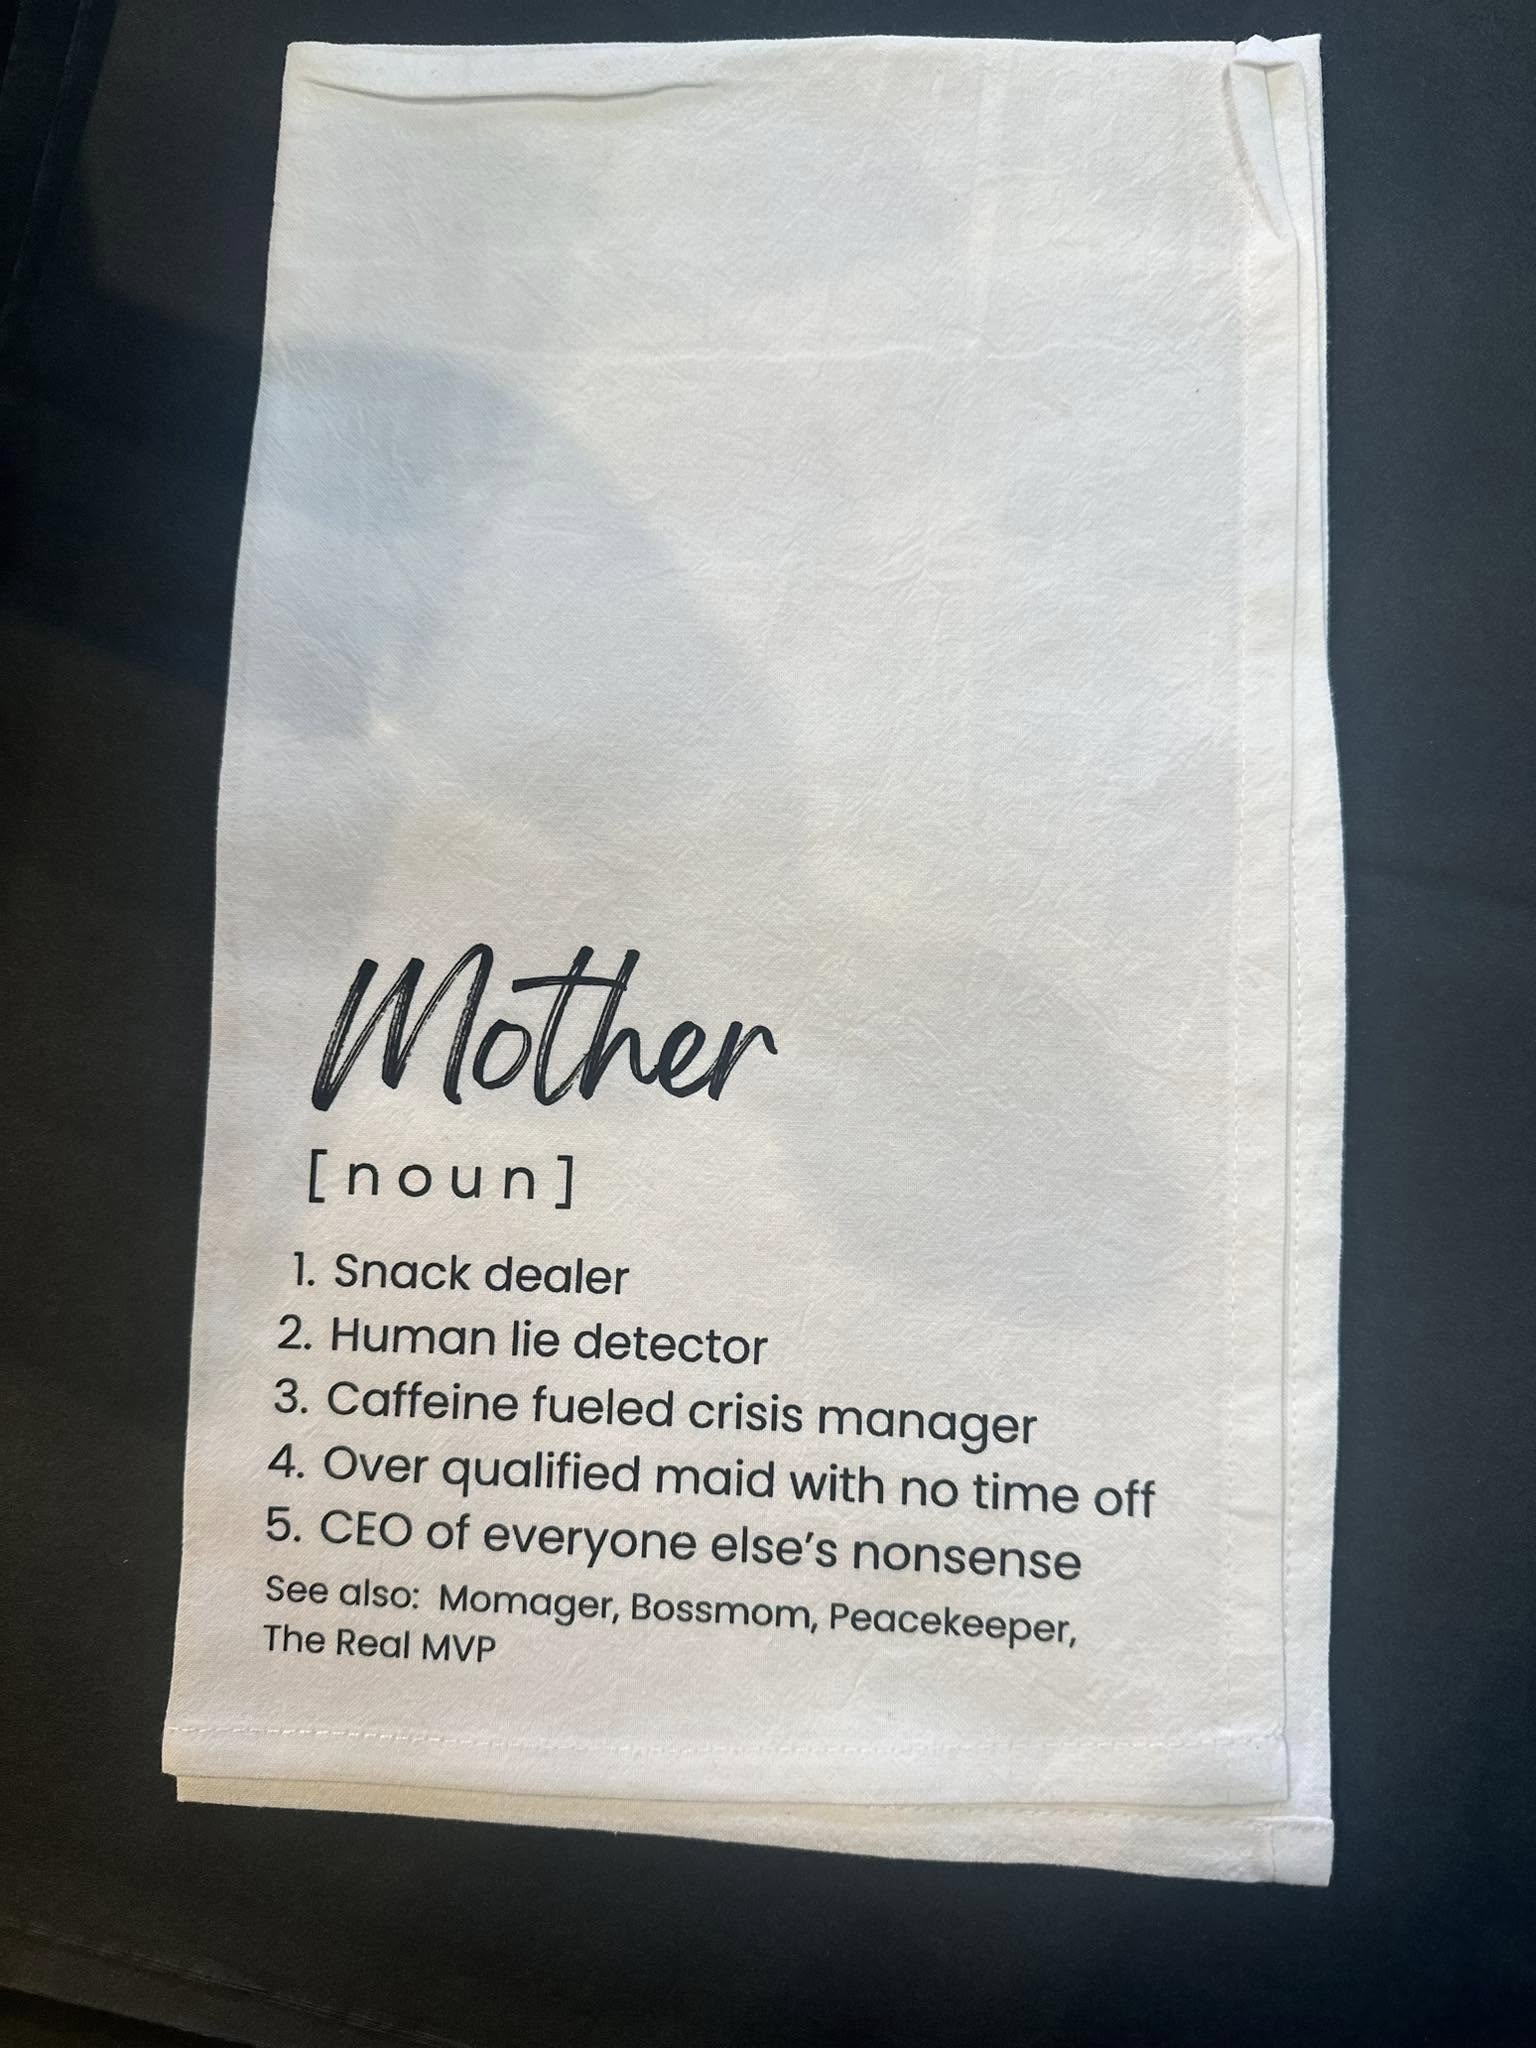 Mother
[noun]
1. Snack dealer
2. Human lie detector
3. Caffeine fueled crisis manager
4. Over qualified maid with no time off
5. CEO of everyone else’s nonsense
See also: Momager, Bossmom, Peacekeeper,
The Real MVP